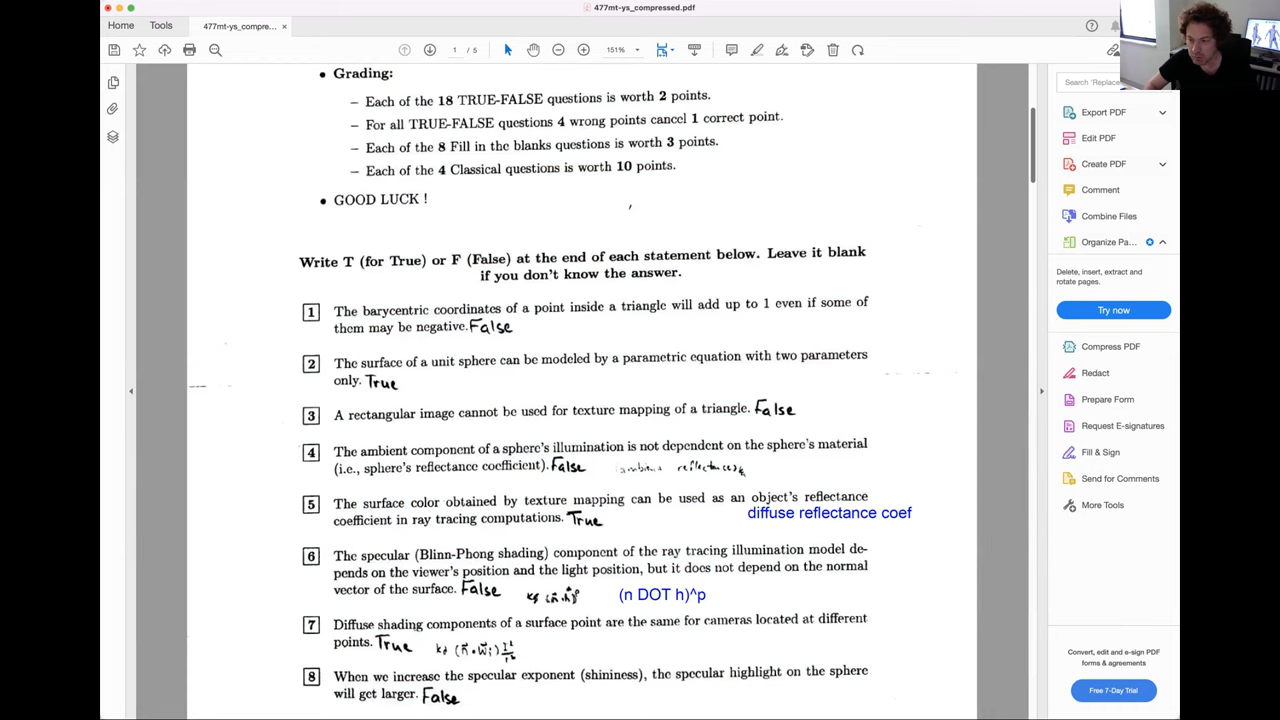 477mt-ys_compressed.pdf
Home Tools 477mt-ys_compre... ×
1 / 5 151%
Search 'Replace
• Grading:
– Each of the 18 TRUE-FALSE questions is worth 2 points.
– For all TRUE-FALSE questions 4 wrong points cancel 1 correct point.
– Each of the 8 Fill in the blanks questions is worth 3 points.
– Each of the 4 Classical questions is worth 10 points.
• GOOD LUCK !
Write T (for True) or F (False) at the end of each statement below. Leave it blank
if you don't know the answer.
1 The barycentric coordinates of a point inside a triangle will add up to 1 even if some of
them may be negative. False
2 The surface of a unit sphere can be modeled by a parametric equation with two parameters
only. True
3 A rectangular image cannot be used for texture mapping of a triangle. False
4 The ambient component of a sphere's illumination is not dependent on the sphere's material
(i.e., sphere's reflectance coefficient). False ambient reflectance
5 The surface color obtained by texture mapping can be used as an object's reflectance
coefficient in ray tracing computations. True diffuse reflectance coef
6 The specular (Blinn-Phong shading) component of the ray tracing illumination model de-
pends on the viewer's position and the light position, but it does not depend on the normal
vector of the surface. False (n DOT h)^p
7 Diffuse shading components of a surface point are the same for cameras located at different
points. True
8 When we increase the specular exponent (shininess), the specular highlight on the sphere
will get larger. False
Export PDF
Edit PDF
Create PDF
Comment
Combine Files
Organize Pa...
Delete, insert, extract and
rotate pages.
Try now
Compress PDF
Redact
Prepare Form
Request E-signatures
Fill & Sign
Send for Comments
More Tools
Convert, edit and e-sign PDF
forms & agreements
Free 7-Day Trial